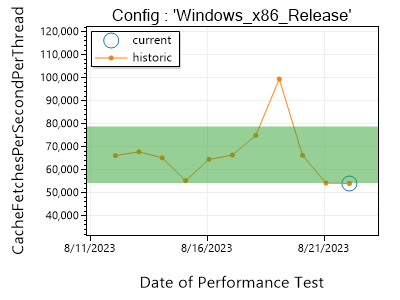 Config : 'Windows_x86_Release'
CacheFetchesPerSecondPerThread
120,000
110,000
100,000
90,000
80,000
70,000
60,000
50,000
40,000
current
historic
8/11/2023
8/16/2023
8/21/2023
Date of Performance Test